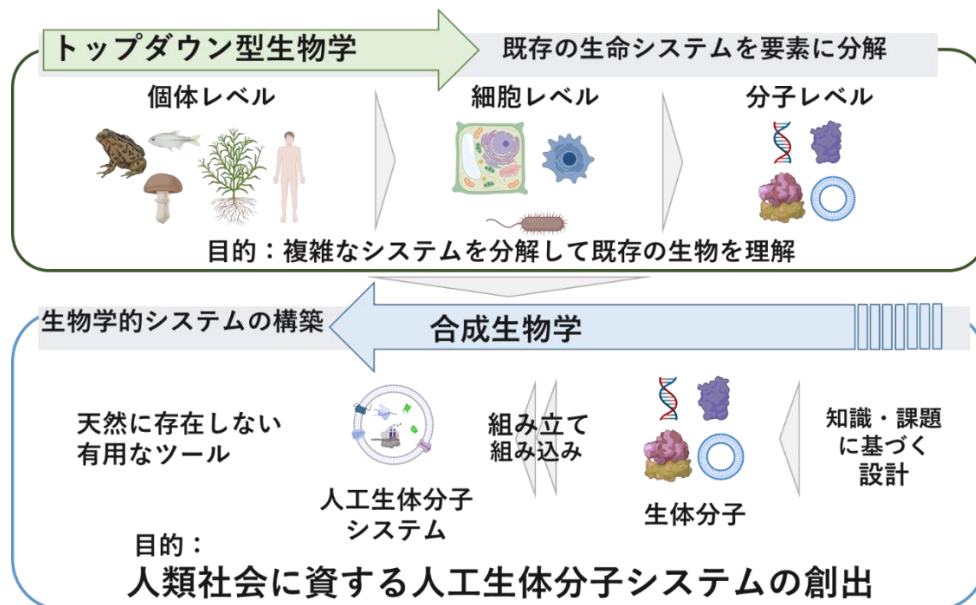 トップダウン型生物学
既存の生命システムを要素に分解
個体レベル
細胞レベル
分子レベル
目的：複雑なシステムを分解して既存の生物を理解
生物学的システムの構築
合成生物学
天然に存在しない
有用なツール
人工生体分子
システム
組み立て
組み込み
生体分子
知識・課題
に基づく
設計
目的：
人類社会に資する人工生体分子システムの創出